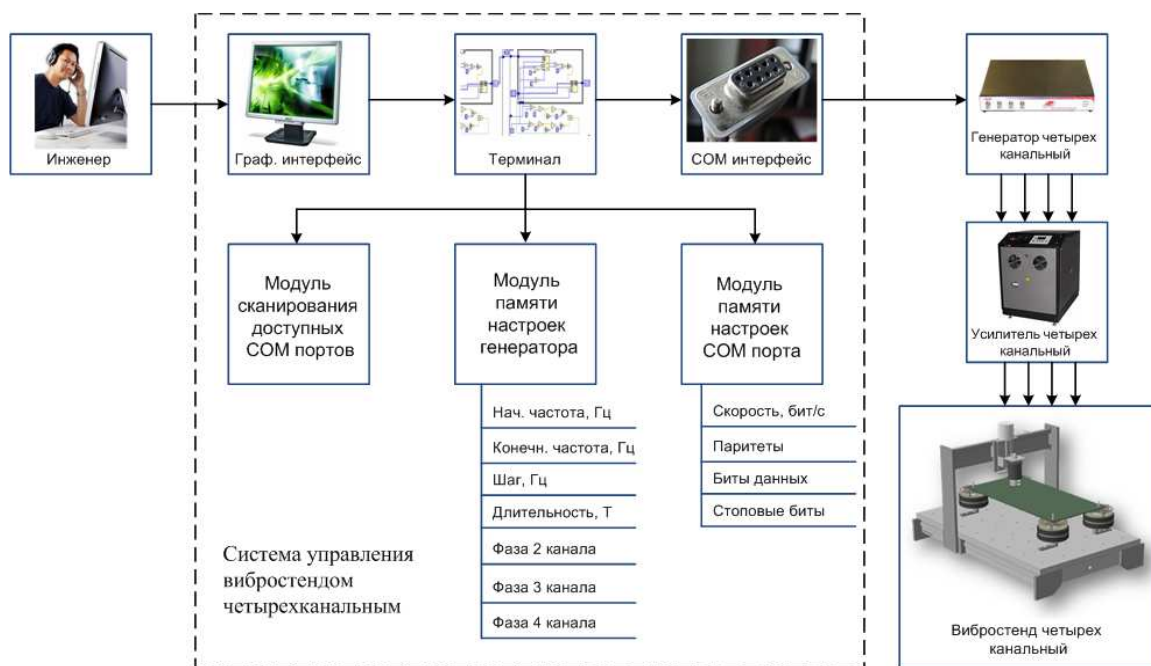 Инженер
Граф. интерфейс
Терминал
COM интерфейс
Генератор четырех
канальный
Модуль
сканирования
доступных
COM портов
Модуль
памяти
настроек
генератора
Модуль
памяти
настроек
COM порта
Усилитель четырех
канальный
Нач. частота, Гц
Конечн. частота, Гц
Шаг, Гц
Длительность, Т
Фаза 2 канала
Фаза 3 канала
Фаза 4 канала
Скорость, бит/с
Паритеты
Биты данных
Стоповые биты
Система управления
вибростендом
четырехканальным
Вибростенд четырех
канальный